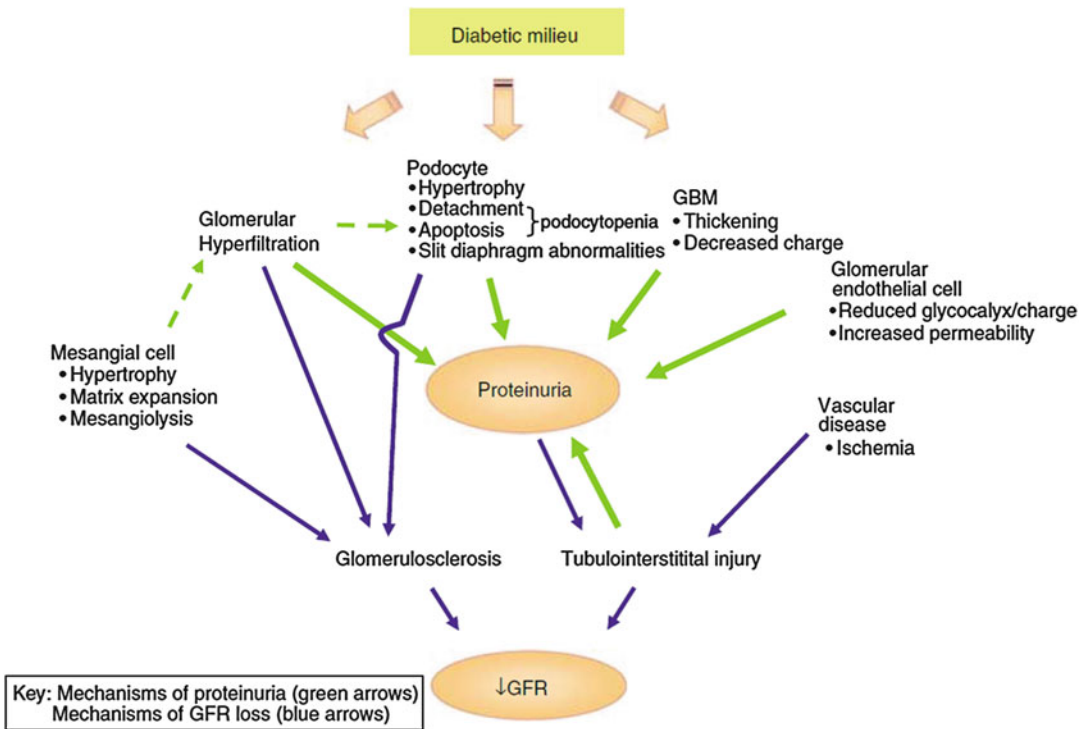 Diabetic milieu
Podocyte
•Hypertrophy
•Detachment
•Apoptosis
podocytopenia
•Slit diaphragm abnormalities
GBM
•Thickening
•Decreased charge
Glomerular
Hyperfiltration
Glomerular
endothelial cell
•Reduced glycocalyx/charge
•Increased permeability
Mesangial cell
•Hypertrophy
•Matrix expansion
•Mesangiolysis
Proteinuria
Vascular
disease
•Ischemia
Glomerulosclerosis
Tubulointerstitital injury
↓GFR
Key: Mechanisms of proteinuria (green arrows)
Mechanisms of GFR loss (blue arrows)